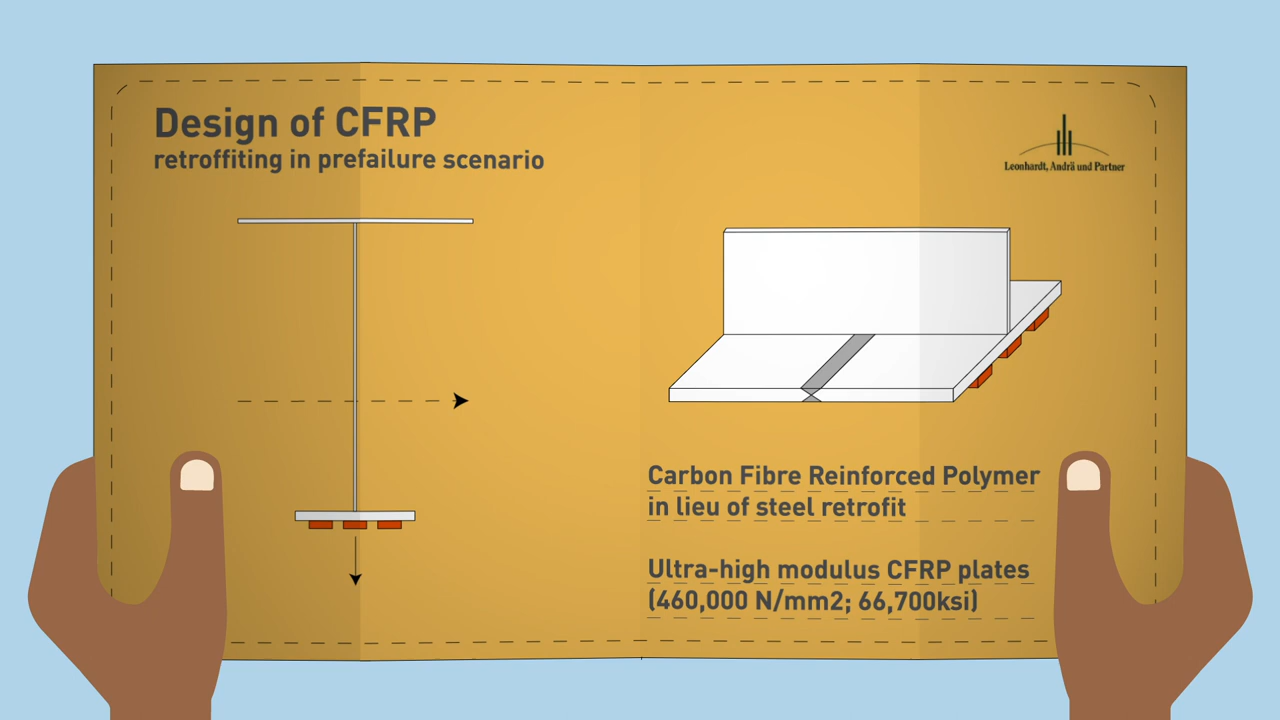 Design of CFRP
retroffiting in prefailure scenario
Leonhardt, Andrä und Partner
Carbon Fibre Reinforced Polymer
in lieu of steel retrofit
Ultra-high modulus CFRP plates
(460,000 N/mm2; 66,700ksi)